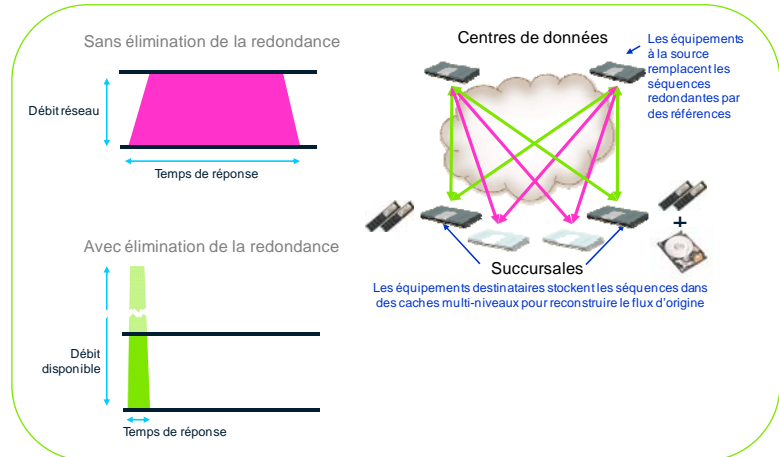 Sans élimination de la redondance
Débit réseau
Temps de réponse
Avec élimination de la redondance
Débit
disponible
Temps de réponse
Centres de données
Les équipements
à la source
remplacent les
séquences
redondantes par
des références
+
Succursales
Les équipements destinataires stockent les séquences dans
des caches multi-niveaux pour reconstruire le flux d'origine